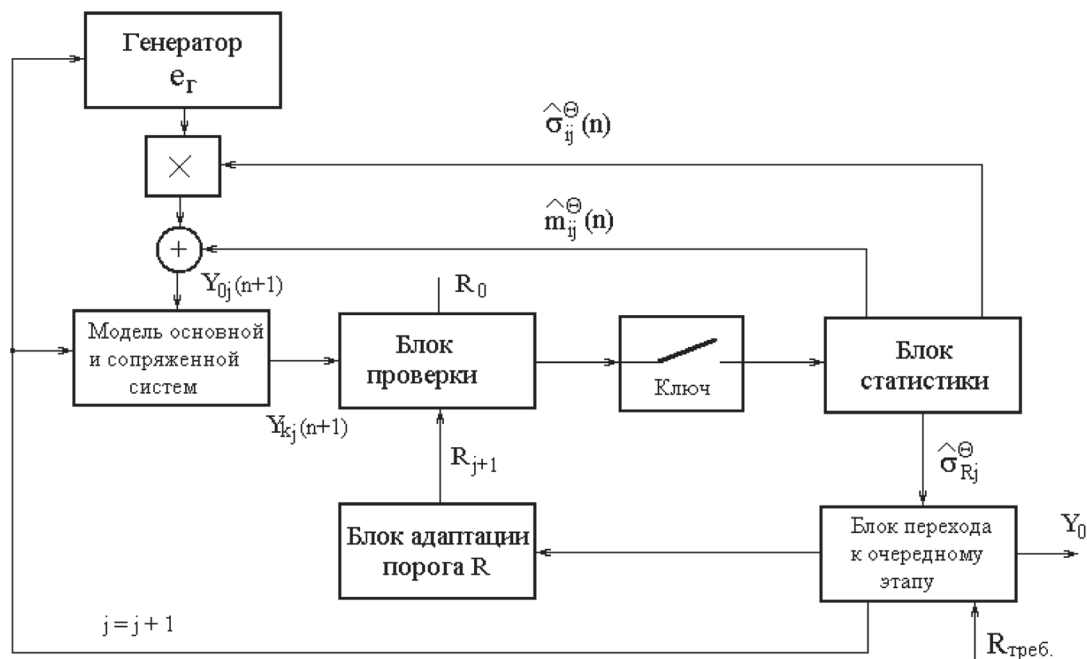 Генератор
eг
σ̂ᶿᵢⱼ(n)
×
m̂ᶿᵢⱼ(n)
+
Y₀ⱼ(n+1)
R₀
Модель основной
и сопряженной
систем
Блок
проверки
Ключ
Блок
статистики
Yₖⱼ(n+1)
Rⱼ₊₁
σ̂ᶿRj
Блок адаптации
порога R
Блок перехода
к очередному
этапу
Y₀
j = j + 1
Rтреб.